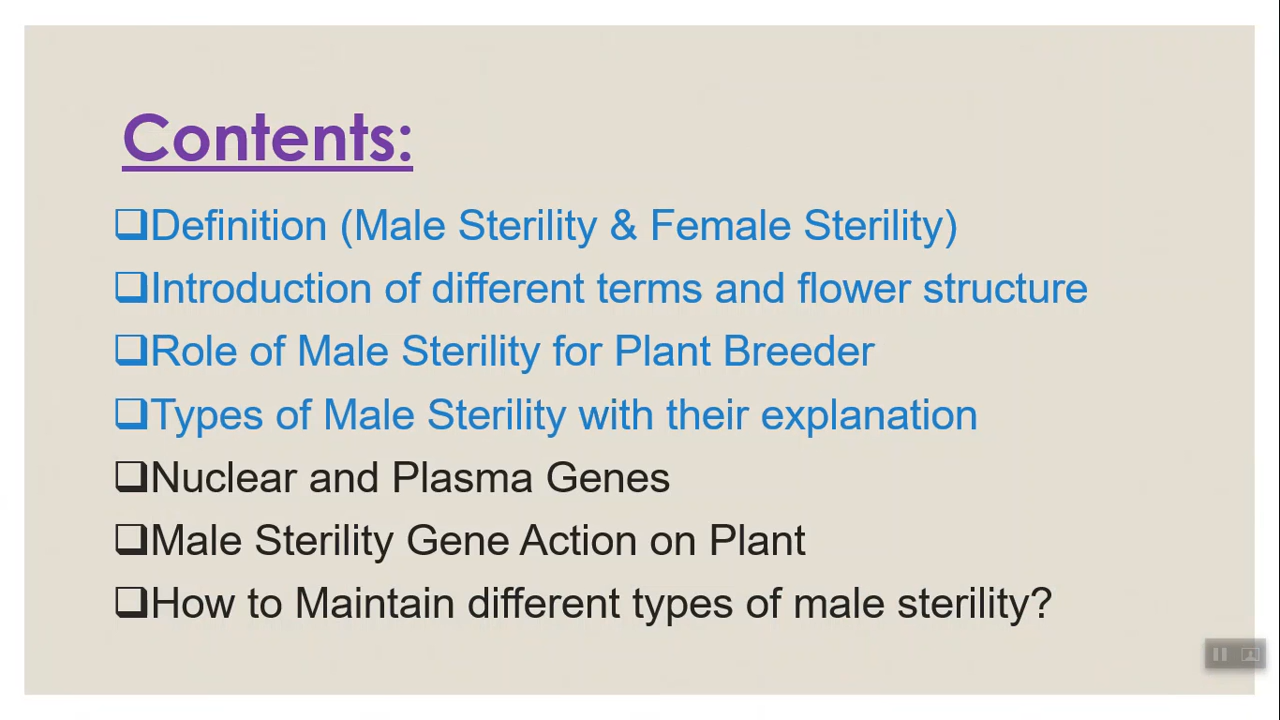 Contents:
❑Definition (Male Sterility & Female Sterility)
❑Introduction of different terms and flower structure
❑Role of Male Sterility for Plant Breeder
❑Types of Male Sterility with their explanation
❑Nuclear and Plasma Genes
❑Male Sterility Gene Action on Plant
❑How to Maintain different types of male sterility?